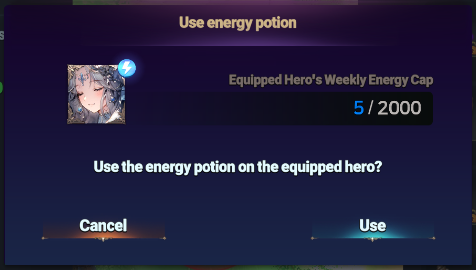 Use energy potion
Equipped Hero's Weekly Energy Cap
5 / 2000
Use the energy potion on the equipped hero?
Cancel
Use